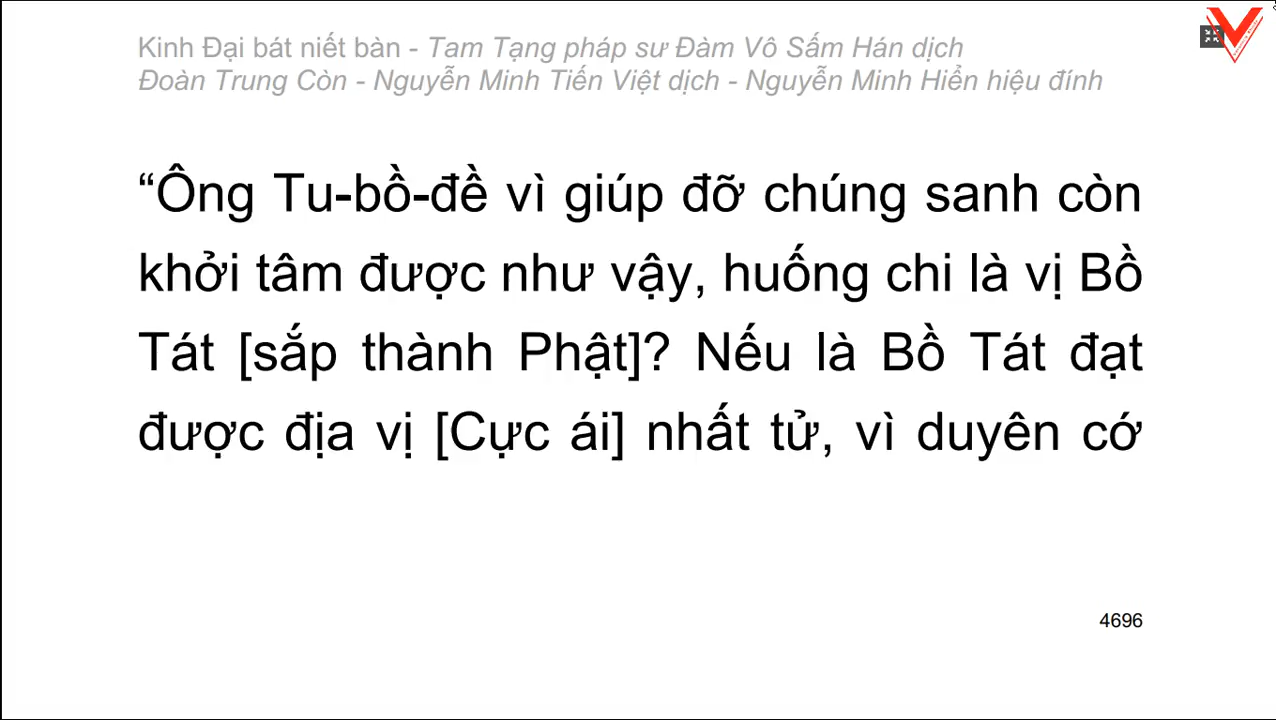 Kinh Đại bát niết bàn - Tam Tạng pháp sư Đàm Vô Sấm Hán dịch
Đoàn Trung Còn - Nguyễn Minh Tiến Việt dịch - Nguyễn Minh Hiển hiệu đính
“Ông Tu-bồ-đề vì giúp đỡ chúng sanh còn
khởi tâm được như vậy, huống chi là vị Bồ
Tát [sắp thành Phật]? Nếu là Bồ Tát đạt
được địa vị [Cực ái] nhất tử, vì duyên cớ
4696